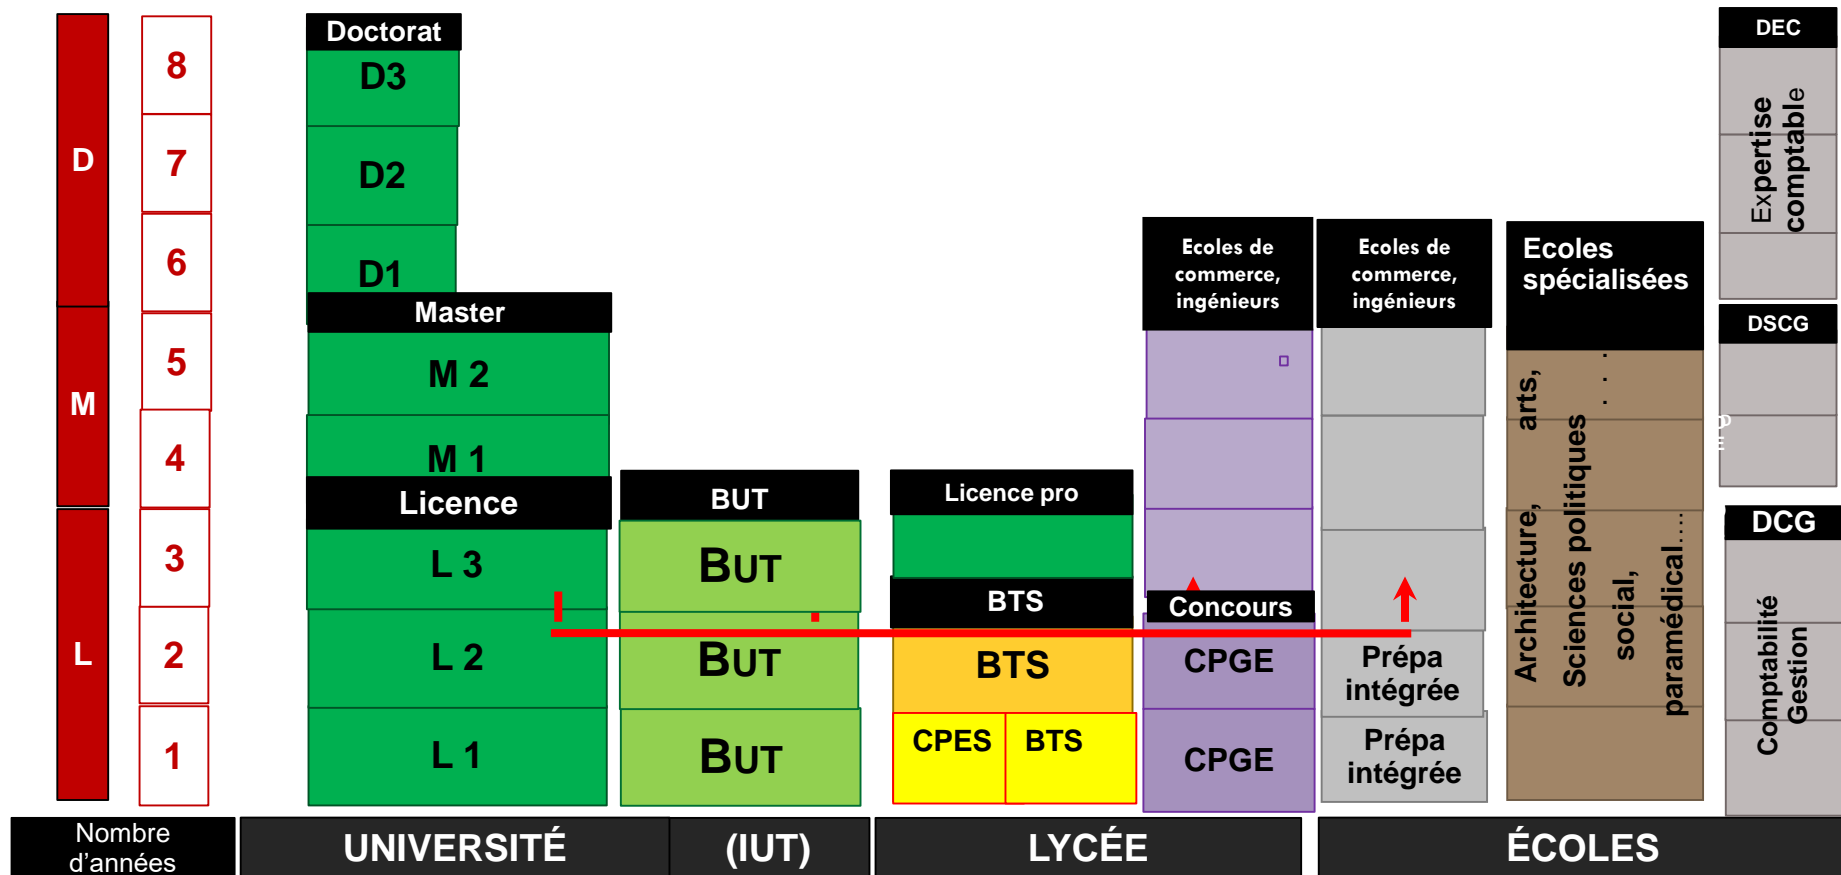 D
M
L
8
7
6
5
4
3
2
1
Nombre
d'années
Doctorat
D3
D2
D1
Master
M 2
M 1
Licence
L 3
L 2
L 1
UNIVERSITÉ
BUT
BUT
BUT
BUT
(IUT)
Licence pro
BTS
BTS
CPES
BTS
LYCÉE
Ecoles de
commerce,
ingénieurs
Concours
CPGE
CPGE
Ecoles de
commerce,
ingénieurs
Prépa
intégrée
Prépa
intégrée
Ecoles
spécialisées
Architecture, arts,
Sciences politiques ...
social,
paramédical....
DEC
Expertise
comptable
DSCG
DCG
Comptabilité
Gestion
ÉCOLES